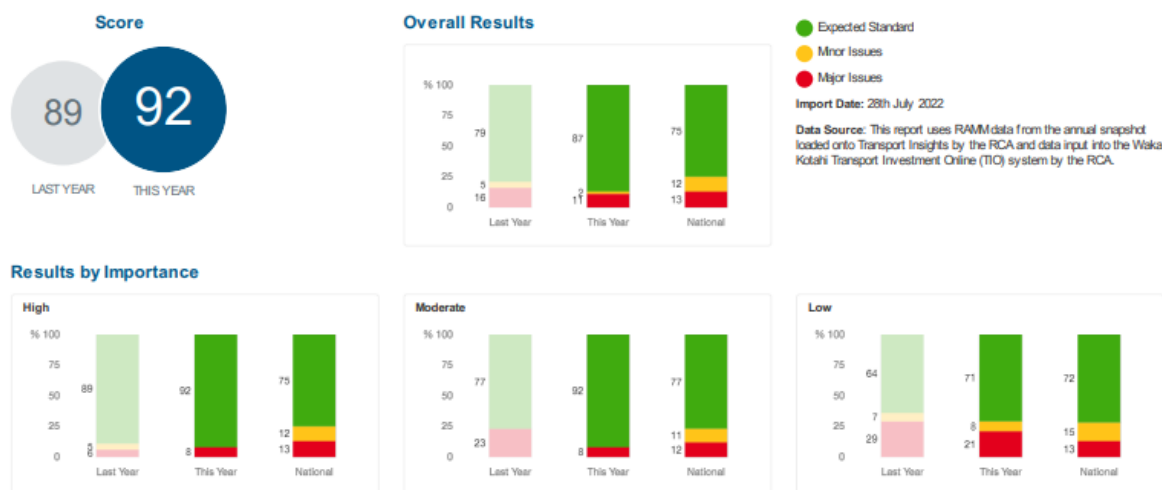 Score
89
92
LAST YEAR
THIS YEAR
Overall Results
% 100
75
50
25
0
79
5
16
87
2
11
75
12
13
Last Year
This Year
National
Expected Standard
Minor Issues
Major Issues
Import Date: 28th July 2022
Data Source: This report uses RAMM data from the annual snapshot
loaded onto Transport Insights by the RCA and data input into the Waka
Kotahi Transport Investment Online (TIO) system by the RCA.
Results by Importance
High
% 100
75
50
25
0
89
5
6
92
8
75
12
13
Last Year
This Year
National
Moderate
% 100
75
50
25
0
77
23
92
8
77
11
12
Last Year
This Year
National
Low
% 100
75
50
25
0
64
7
29
71
8
21
72
15
13
Last Year
This Year
National